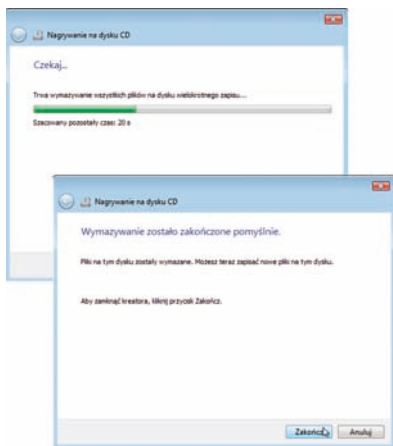 Nagrywanie na dysku CD
Czekaj...
Trwa wymazywanie wszystkich plików na dysku wielokrotnego zapisu...
Szacowany pozostały czas: 20 s
Nagrywanie na dysku CD
Wymazywanie zostało zakończone pomyślnie.
Pliki na tym dysku zostały wymazane. Możesz teraz zapisać nowe pliki na tym dysku.
Aby zamknąć kreatora, kliknij przycisk Zakończ.
Zakończ Anuluj